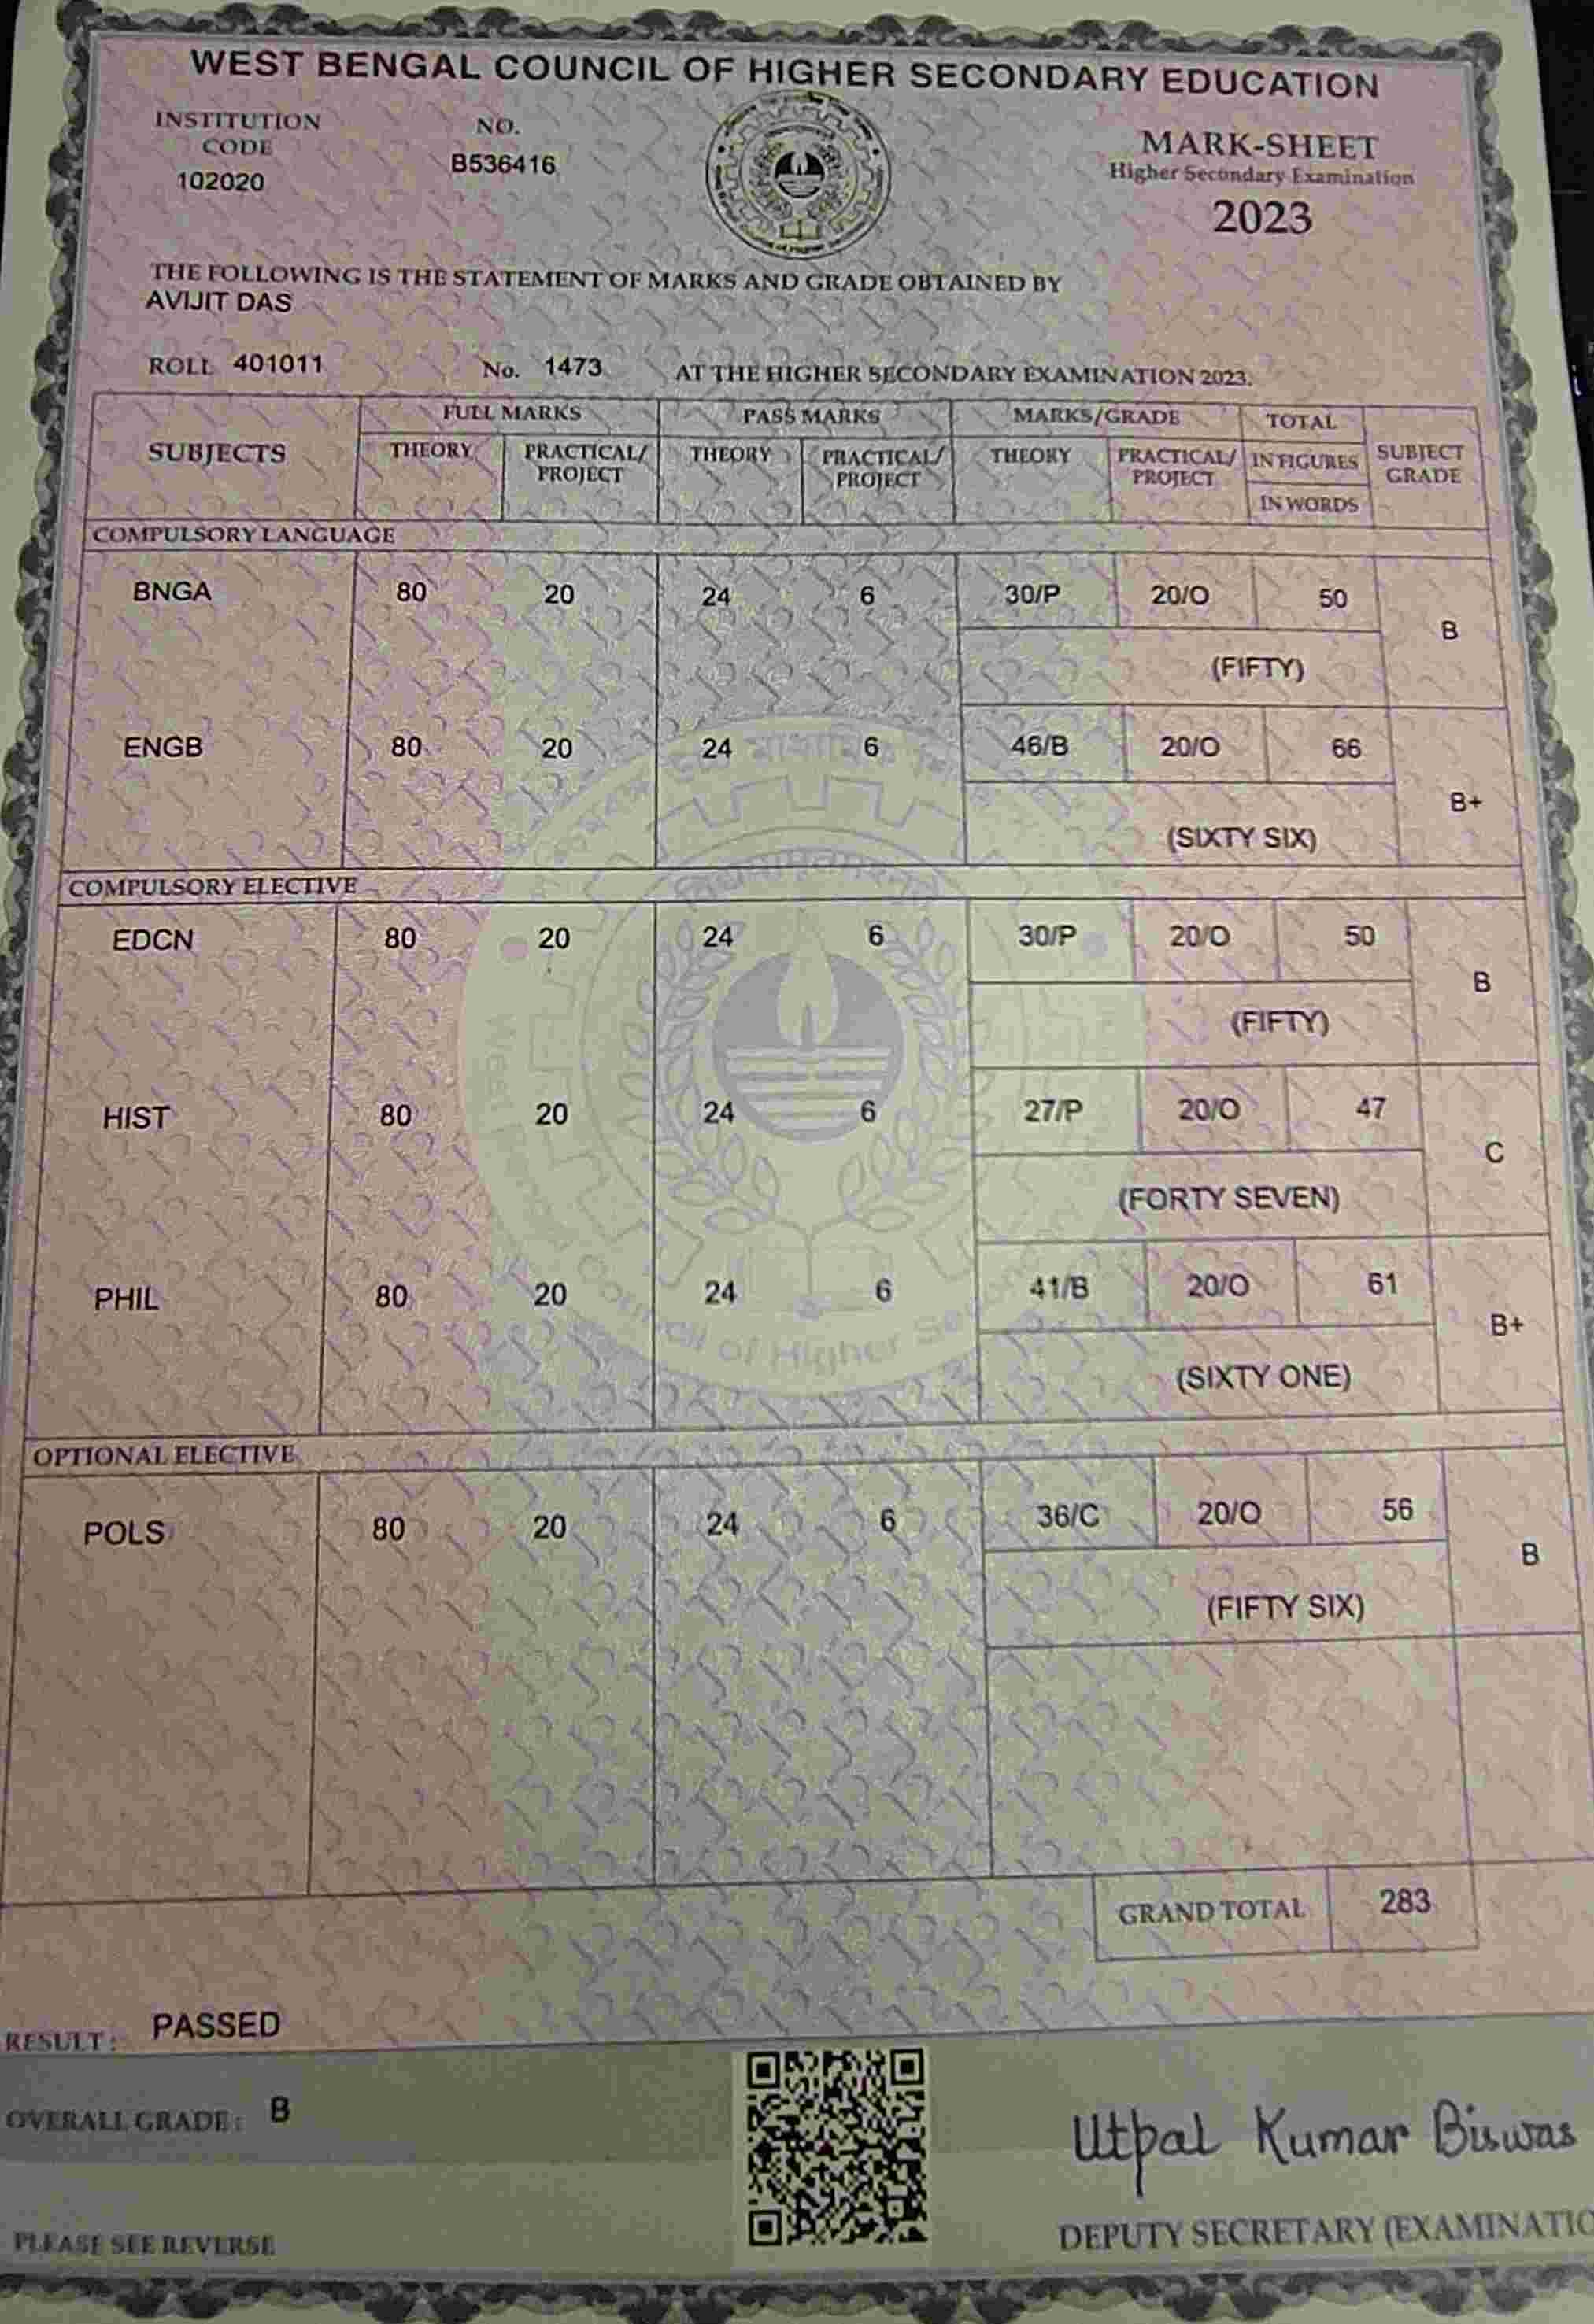 WEST BENGAL COUNCIL OF HIGHER SECONDARY EDUCATION
INSTITUTION CODE
102020
NO.
B536416
MARK-SHEET
Higher Secondary Examination
2023
THE FOLLOWING IS THE STATEMENT OF MARKS AND GRADE OBTAINED BY
AVIJIT DAS
ROLL 401011 No. 1473 AT THE HIGHER SECONDARY EXAMINATION 2023.
SUBJECTS FULL MARKS PASS MARKS MARKS/GRADE TOTAL SUBJECT GRADE
THEORY PRACTICAL/PROJECT THEORY PRACTICAL/PROJECT THEORY PRACTICAL/PROJECT IN FIGURES
IN WORDS
COMPULSORY LANGUAGE
BNGA 80 20 24 6 30/P 20/O 50 B
(FIFTY)
ENGB 80 20 24 6 46/B 20/O 66 B+
(SIXTY SIX)
COMPULSORY ELECTIVE
EDCN 80 20 24 6 30/P 20/O 50 B
(FIFTY)
HIST 80 20 24 6 27/P 20/O 47 C
(FORTY SEVEN)
PHIL 80 20 24 6 41/B 20/O 61 B+
(SIXTY ONE)
OPTIONAL ELECTIVE
POLS 80 20 24 6 36/C 20/O 56 B
(FIFTY SIX)
GRAND TOTAL 283
RESULT: PASSED
OVERALL GRADE: B
Utpal Kumar Biswas
PLEASE SEE REVERSE
DEPUTY SECRETARY (EXAMINATIO